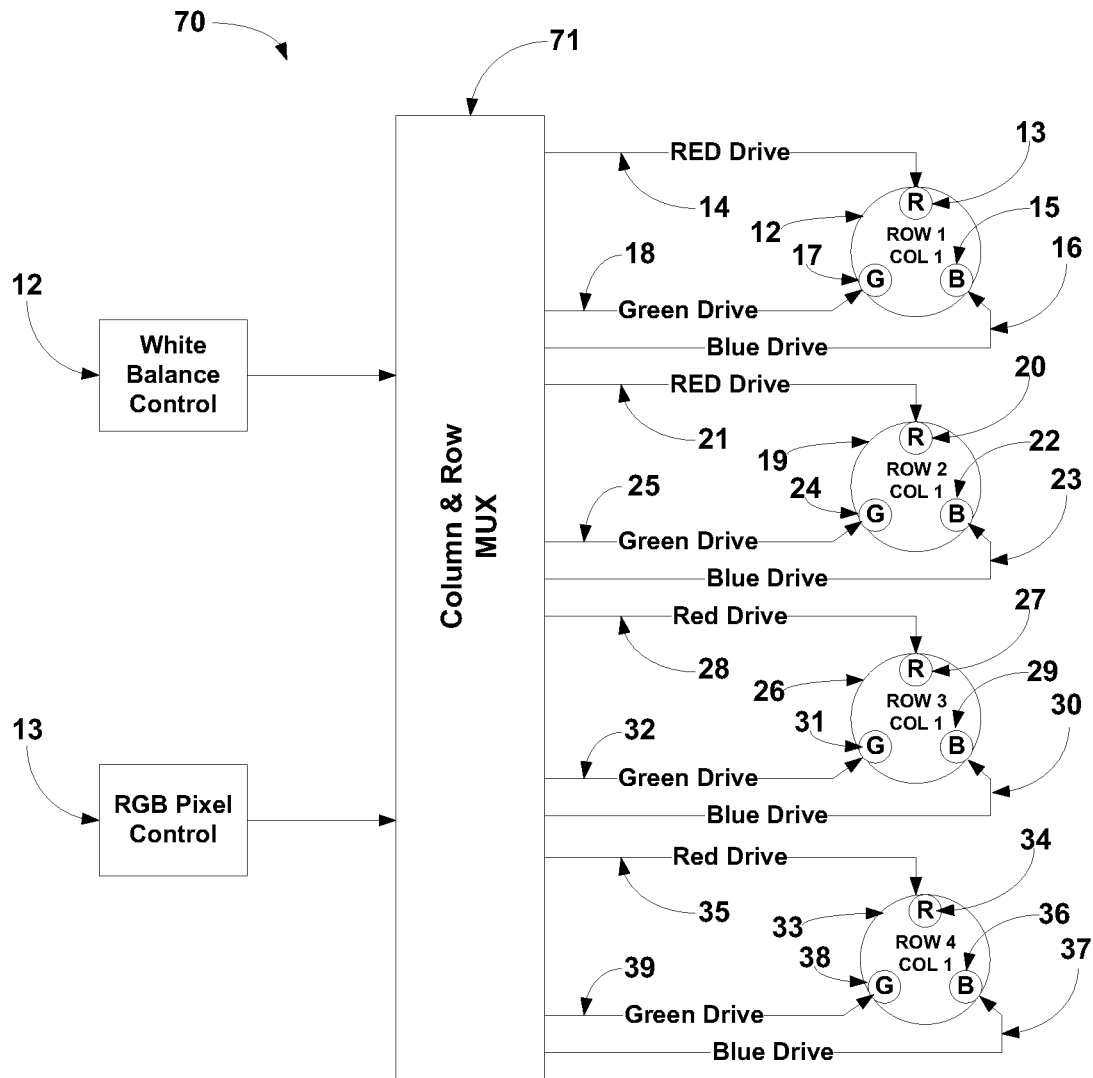 70
71
RED Drive
13
14
12
R
ROW 1
COL 1
15
17
G
B
16
18
Green Drive
Blue Drive
12
White
Balance
Control
Column & Row
MUX
RED Drive
20
21
19
R
ROW 2
COL 1
22
24
G
B
23
25
Green Drive
Blue Drive
Red Drive
27
28
26
R
ROW 3
COL 1
29
31
G
B
30
32
Green Drive
Blue Drive
13
RGB Pixel
Control
Red Drive
34
35
33
R
ROW 4
COL 1
36
38
G
B
37
39
Green Drive
Blue Drive